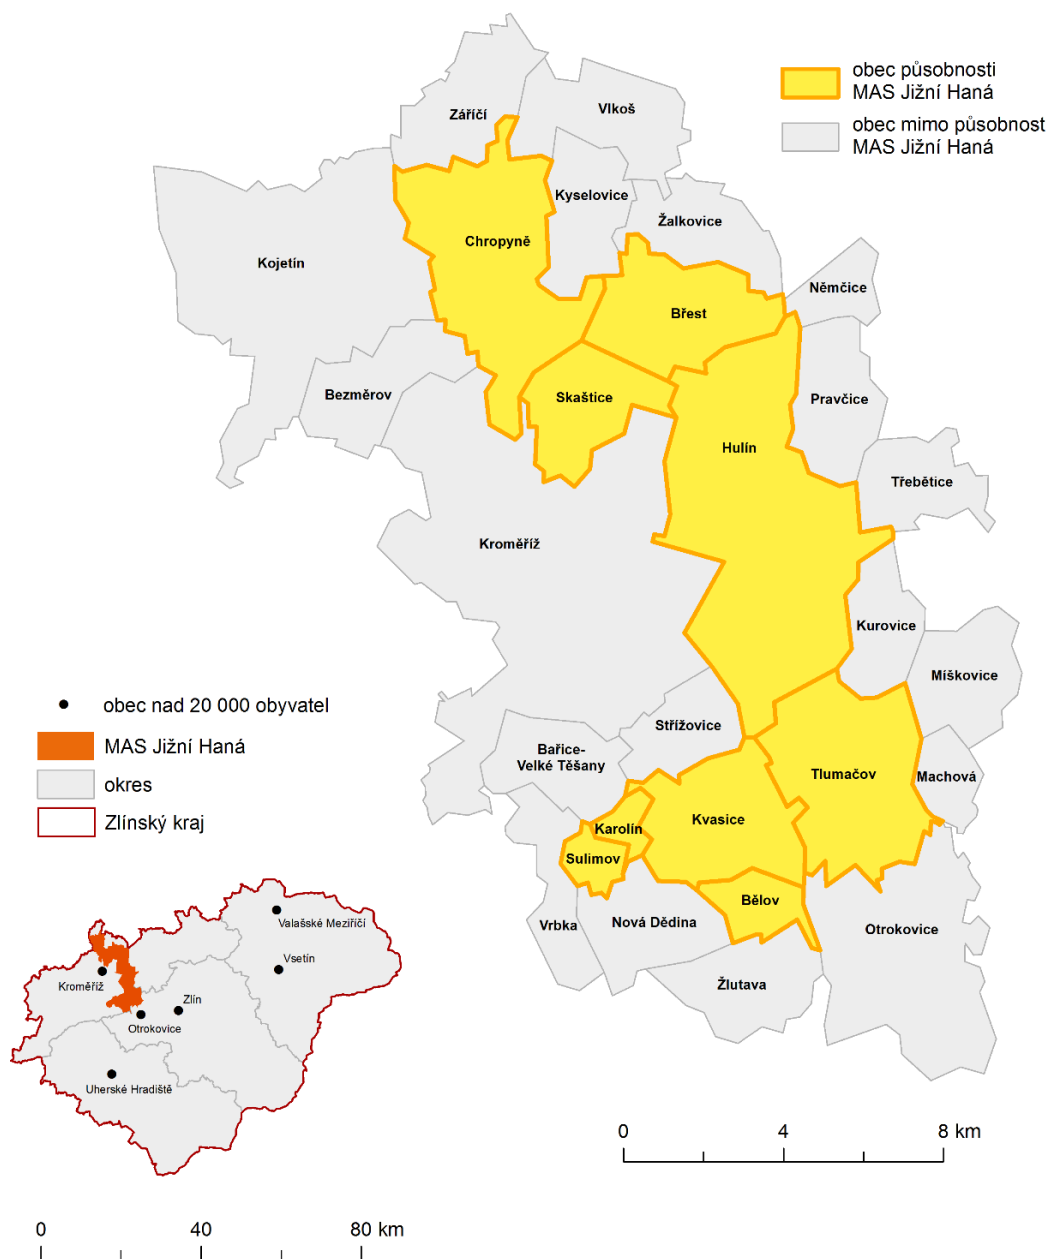 obec působnosti
MAS Jižní Haná
obec mimo působnost
MAS Jižní Haná
Záříčí
Vlkoš
Kyselovice
Žalkovice
Chropyně
Kojetín
Němčice
Břest
Bezměrov
Skaštice
Pravčice
Hulín
Třebětice
Kroměříž
Kurovice
Míškovice
Střížovice
Bařice-
Velké Těšany
Tlumačov
Machová
Kvasice
Karolín
Sulimov
Bělov
Vrbka
Nová Dědina
Otrokovice
Žlutava
obec nad 20 000 obyvatel
MAS Jižní Haná
okres
Zlínský kraj
Valašské Meziříčí
Vsetín
Kroměříž
Zlín
Otrokovice
Uherské Hradiště
0 4 8 km
0 40 80 km